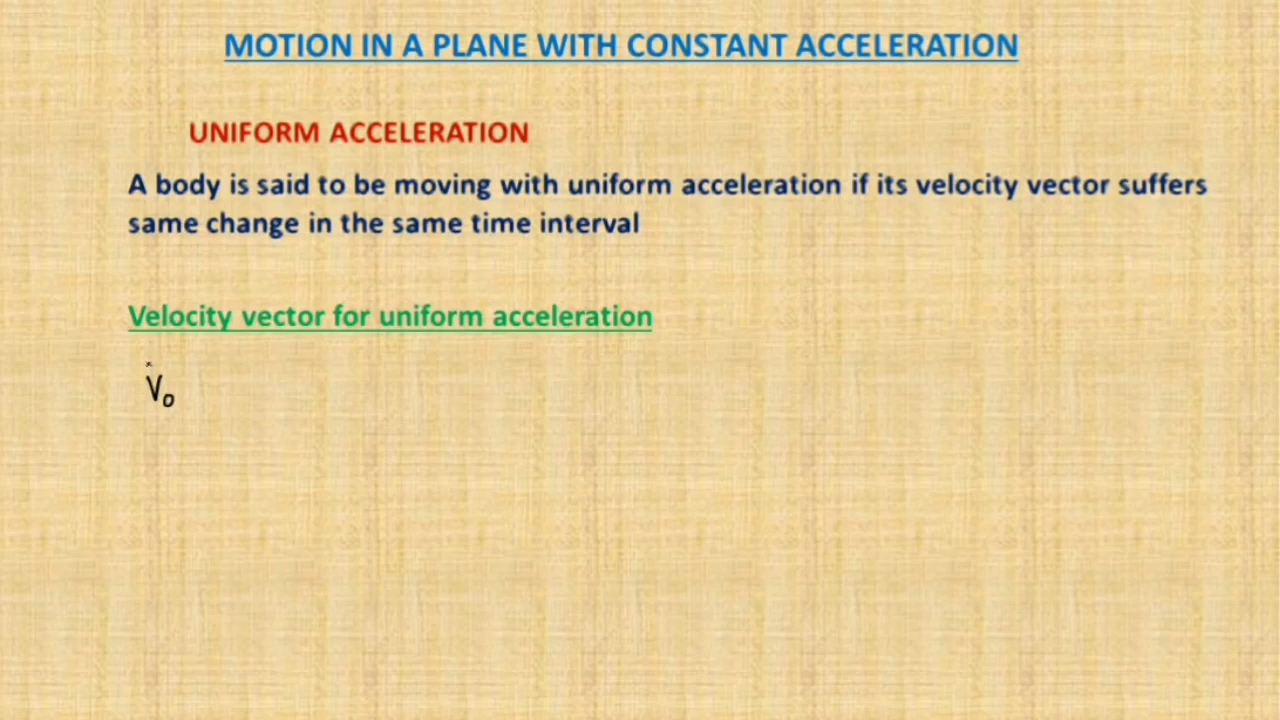 MOTION IN A PLANE WITH CONSTANT ACCELERATION
UNIFORM ACCELERATION
A body is said to be moving with uniform acceleration if its velocity vector suffers
same change in the same time interval
Velocity vector for uniform acceleration
V₀